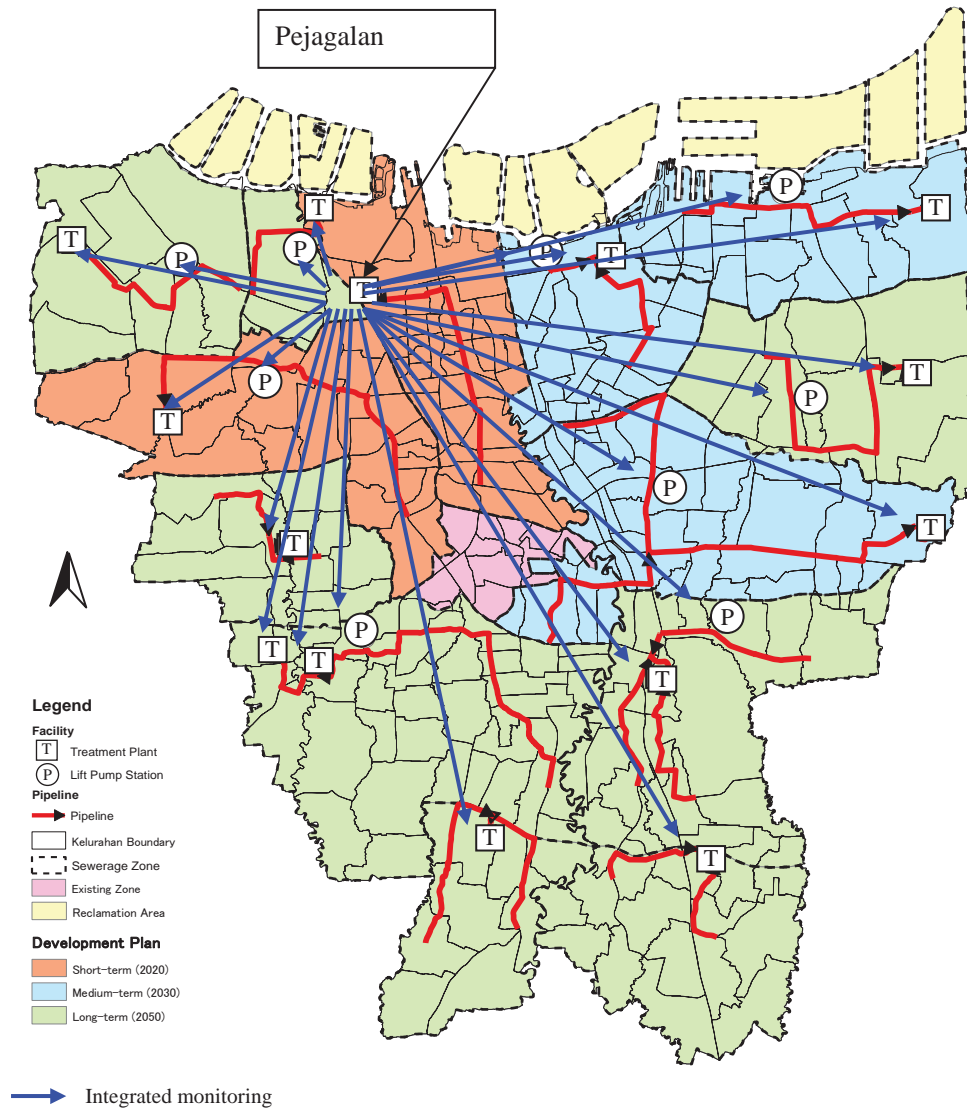 Pejagalan
P
T
T
T
P
P
P
T
T
T
P
P
T
P
T
T
P
P
T
T
T
T
T
Legend
Facility
T Treatment Plant
P Lift Pump Station
Pipeline
Pipeline
Kelurahan Boundary
Sewerage Zone
Existing Zone
Reclamation Area
Development Plan
Short-term (2020)
Medium-term (2030)
Long-term (2050)
Integrated monitoring